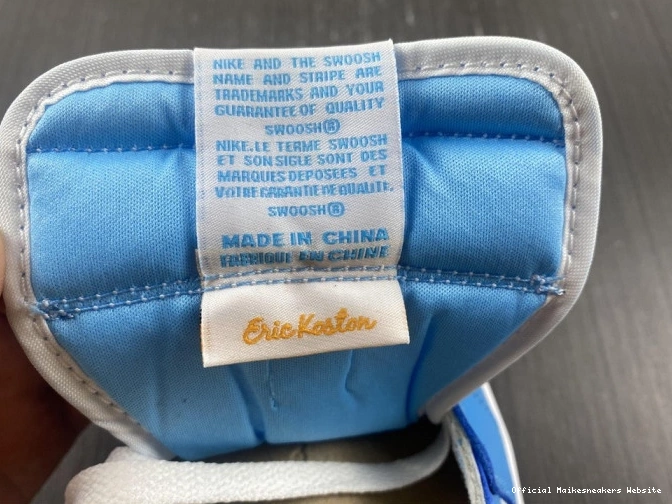 NIKE AND THE SWOOSH
NAME AND STRIPE ARE
TRADEMARKS AND YOUR
GUARANTEE OF QUALITY
SWOOSH®
NIKE.LE TERME SWOOSH
ET SON SIGLE SONT DES
MARQUES DEPOSEES ET
VOTRE GARANTIE DE QUALITE.
SWOOSH®
MADE IN CHINA
FABRIQUE EN CHINE
Eric Koston
Official Maikesneakers Website